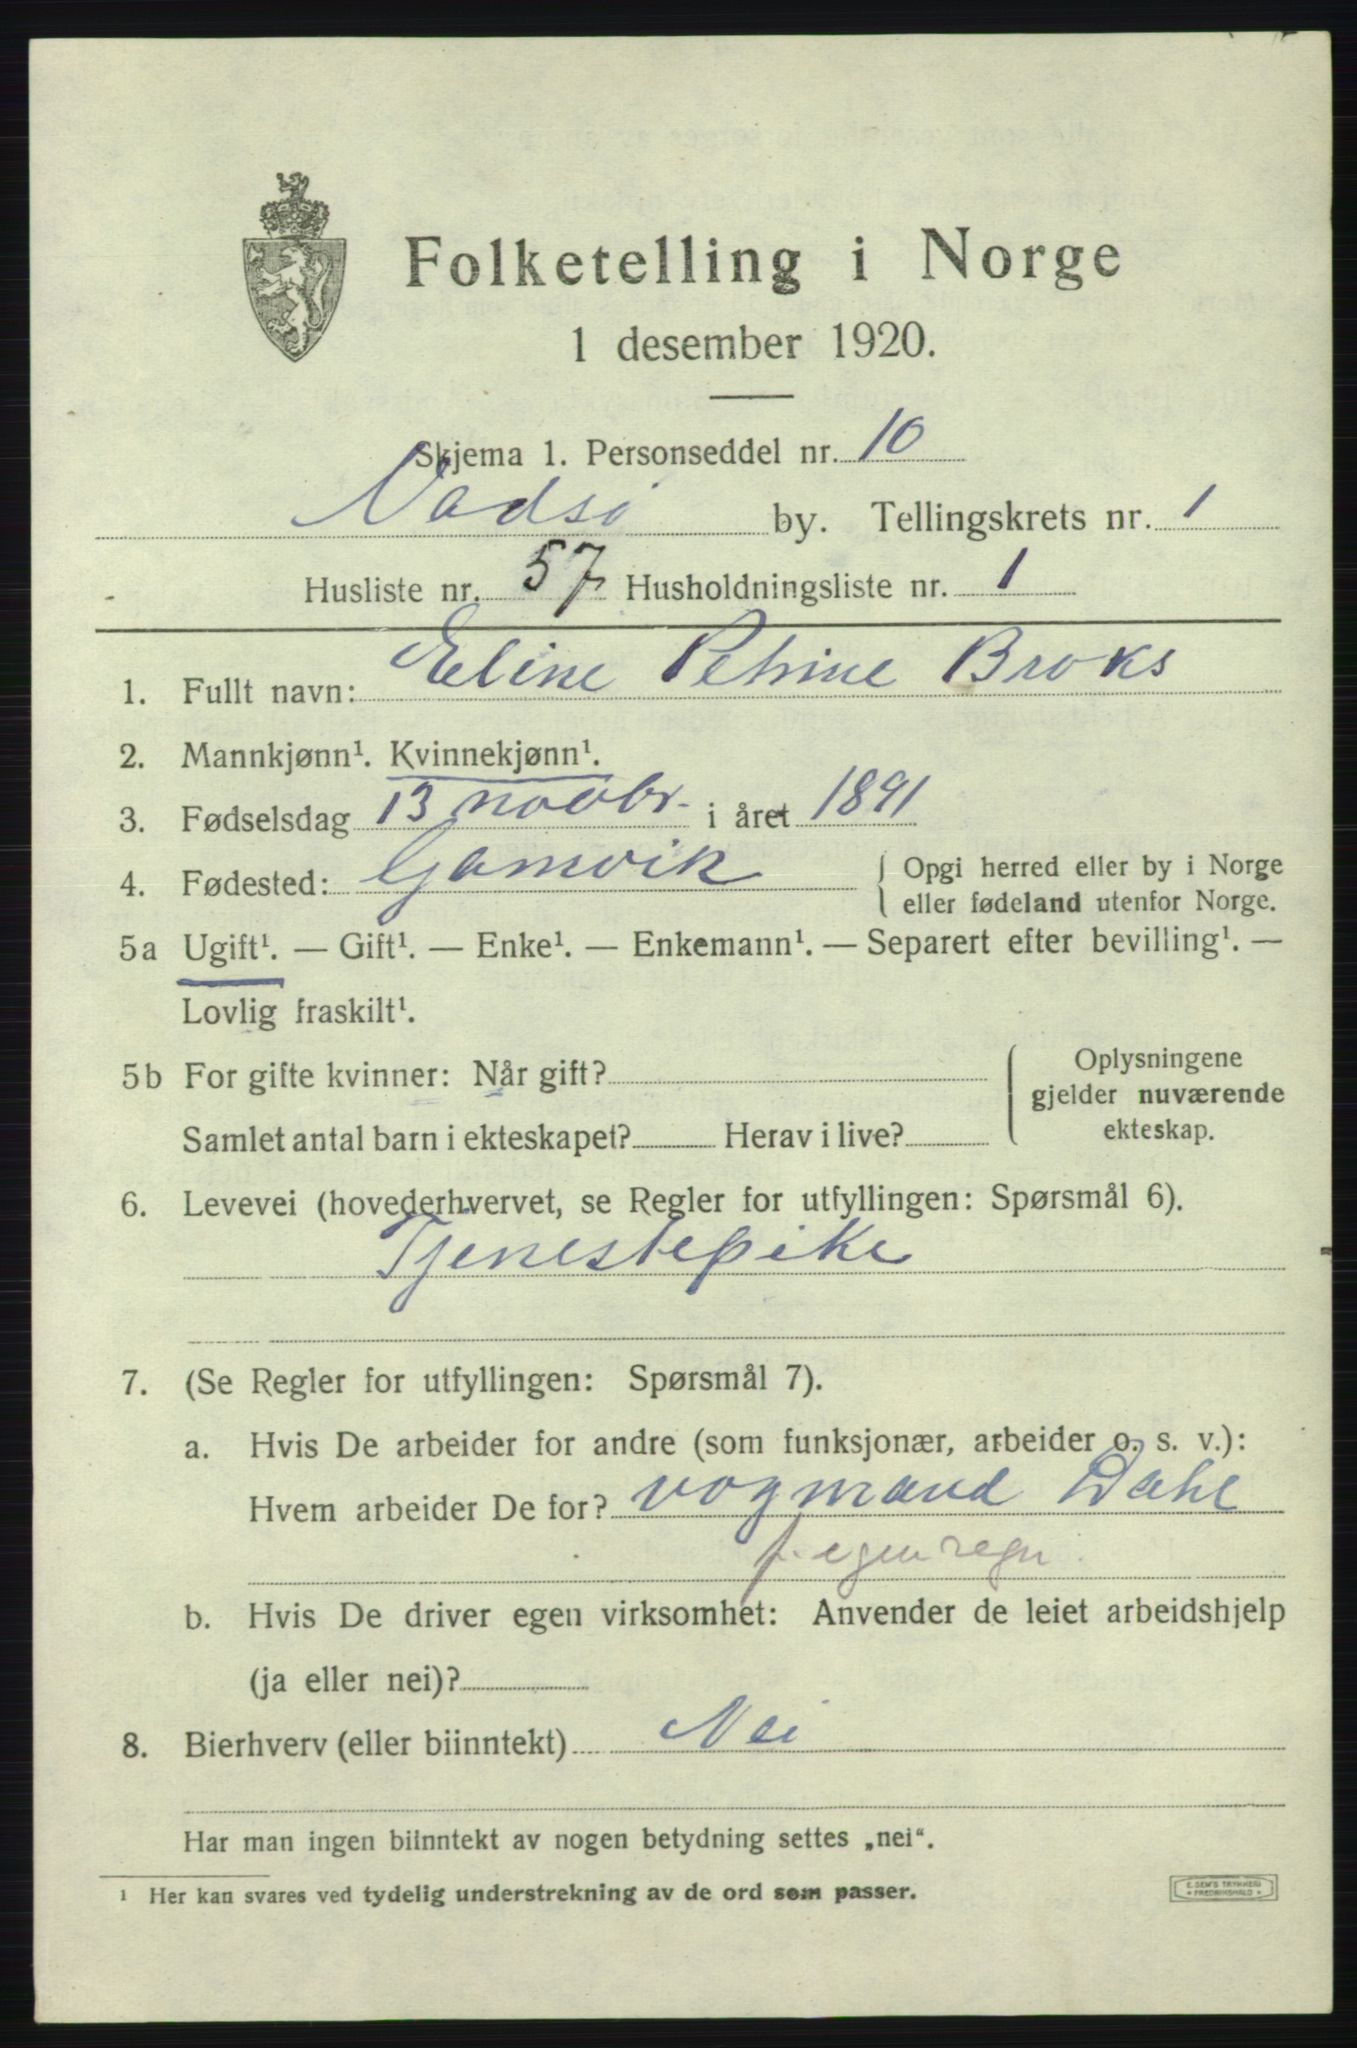 Folketelling i Norge
1 desember 1920.
Skjema 1. Personseddel nr. 10
Vadsø by. Tellingskrets nr. 1
Husliste nr. 57 Husholdningsliste nr. 1
1. Fullt navn: Eline Petrine Broks
2. Mannkjønn¹. Kvinnekjønn¹.
3. Fødselsdag 13 novbr. i året 1891
4. Fødested: Gamvik { Opgi herred eller by i Norge
eller fødeland utenfor Norge.
5a Ugift¹. — Gift¹. — Enke¹. — Enkemann¹. — Separert efter bevilling¹. —
Lovlig fraskilt¹.
5b For gifte kvinner: Når gift? { Oplysningene
gjelder nuværende
Samlet antal barn i ekteskapet? Herav i live? ekteskap.
6. Levevei (hovederhvervet, se Regler for utfyllingen: Spørsmål 6).
Tjenestepike
7. (Se Regler for utfyllingen: Spørsmål 7).
a. Hvis De arbeider for andre (som funksjonær, arbeider o. s. v.):
Hvem arbeider De for? vogmand Dahl
f. egen regn.
b. Hvis De driver egen virksomhet: Anvender de leiet arbeidshjelp
(ja eller nei)?
8. Bierhverv (eller biinntekt) Nei
Har man ingen biinntekt av nogen betydning settes „nei“.
¹ Her kan svares ved tydelig understrekning av de ord som passer.
E. SEM'S TRYKKERI
FREDRIKSHALD